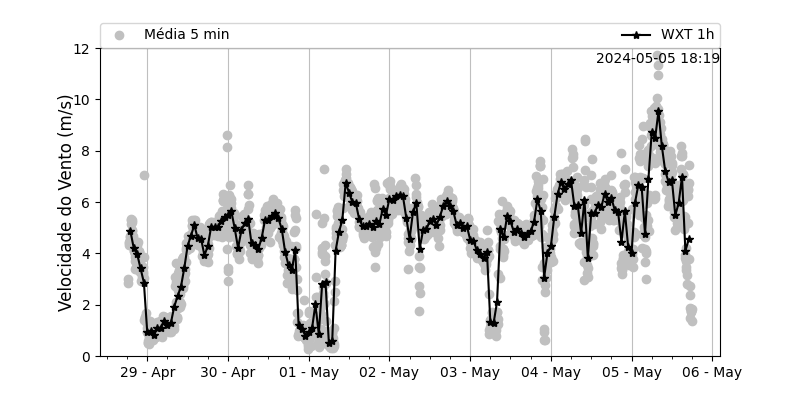 Média 5 min
WXT 1h
2024-05-05 18:19
Velocidade do Vento (m/s)
12
10
8
6
4
2
0
29 - Apr
30 - Apr
01 - May
02 - May
03 - May
04 - May
05 - May
06 - May